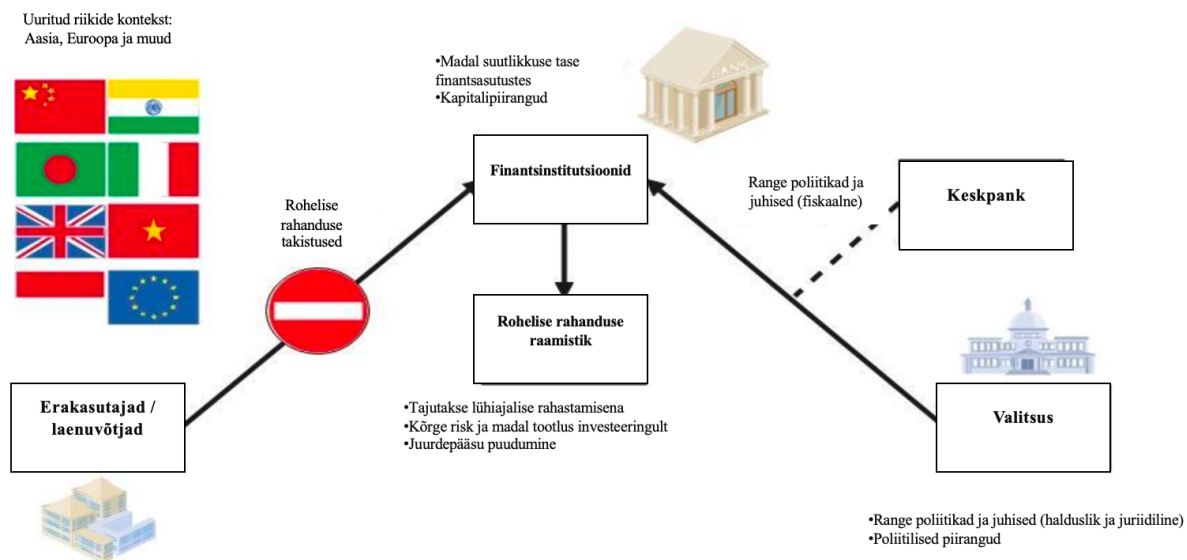 Uuritud riikide kontekst:
Aasia, Euroopa ja muud
•Madal suutlikkuse tase
finantsasutustes
•Kapitalipiirangud
BANK
Finantsinstitutsioonid
Range poliitikad ja
juhised (fiskaalne)
Keskpank
Rohelise
rahanduse
takistused
Rohelise rahanduse
raamistik
Erakasutajad /
laenuvõtjad
•Tajutakse lühiajalise rahastamisena
•Kõrge risk ja madal tootlus investeeringult
•Juurdepääsu puudumine
Valitsus
•Range poliitikad ja juhised (halduslik ja juriidiline)
•Poliitilised piirangud